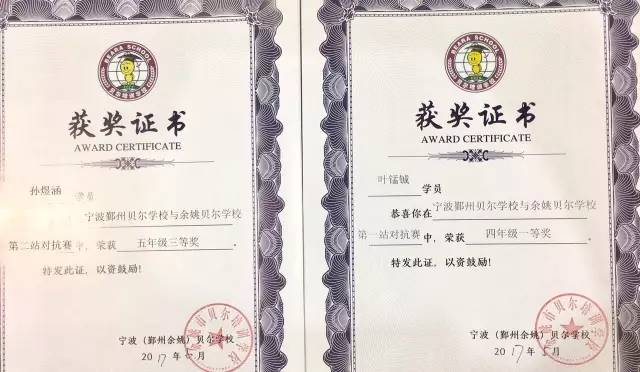 BEARA SCHOOL
获奖证书
AWARD CERTIFICATE
孙煜涵 学员
宁波鄞州贝尔学校与余姚贝尔学校
第二站对抗赛中，荣获 五年级三等奖。
特发此证，以资鼓励！
宁波（鄞州余姚）贝尔学校
2017年 月
BEARA SCHOOL
获奖证书
AWARD CERTIFICATE
叶锰铖 学员
恭喜你在宁波鄞州贝尔学校与余姚贝尔学校
第一站对抗赛中，荣获 四年级一等奖。
特发此证，以资鼓励！
宁波（鄞州余姚）贝尔学校
2017年5月